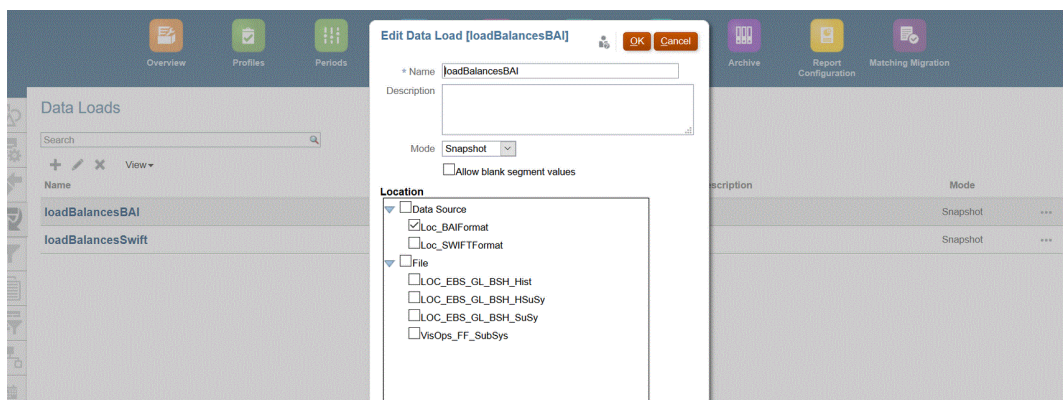 Overview
Profiles
Periods
Archive
Report
Configuration
Matching Migration
Edit Data Load [loadBalancesBAI]
OK
Cancel
* Name loadBalancesBAI
Description
Mode Snapshot
Allow blank segment values
Location
Data Source
Loc_BAIFormat
Loc_SWIFTFormat
File
LOC_EBS_GL_BSH_Hist
LOC_EBS_GL_BSH_HSuSy
LOC_EBS_GL_BSH_SuSy
VisOps_FF_SubSys
Data Loads
Search
View
Name
scription
Mode
loadBalancesBAI
Snapshot
loadBalancesSwift
Snapshot